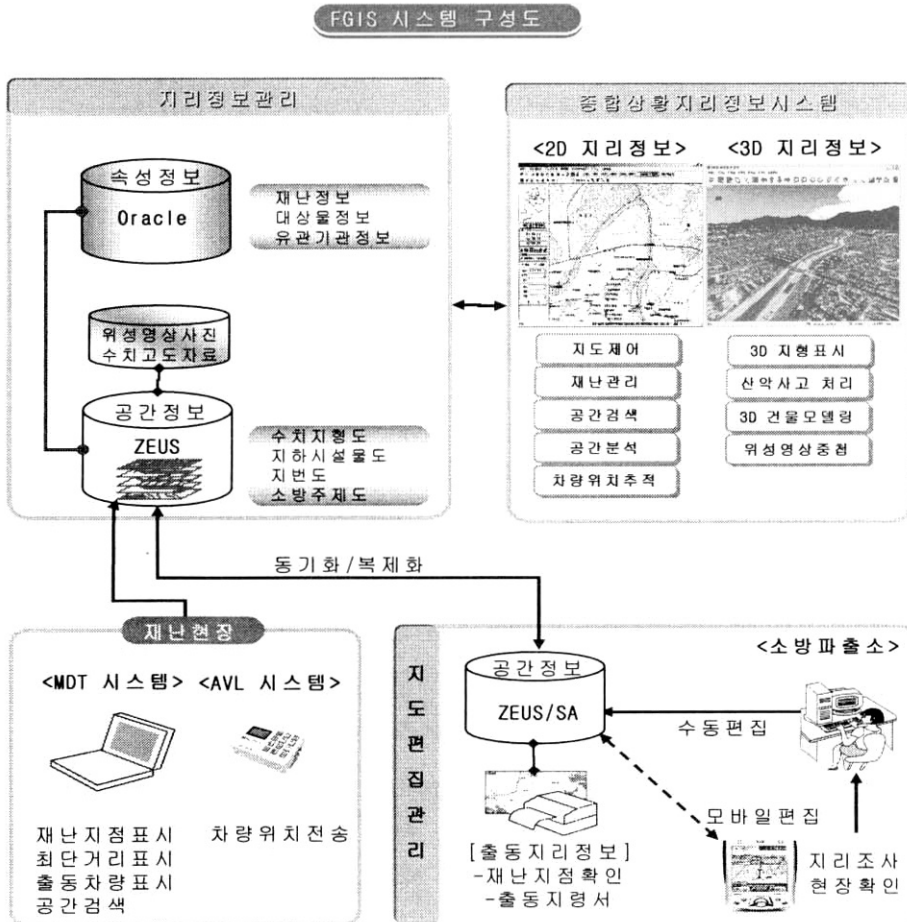 FGIS 시스템 구성도
지리정보관리
속성정보
Oracle
재난정보
대상물정보
유관기관정보
위성영상사진
수치고도자료
공간정보
ZEUS
수치지형도
지하시설물도
지번도
소방주제도
종합상황지리정보시스템
<2D 지리정보>
<3D 지리정보>
지도제어
재난관리
공간검색
공간분석
차량위치추적
3D 지형표시
산악사고 처리
3D 건물모델링
위성영상중첩
동기화/복제화
재난현장
<MDT 시스템>
<AVL 시스템>
재난지점표시
최단거리표시
출동차량표시
공간검색
차량위치전송
지도편집관리
<소방파출소>
공간정보
ZEUS/SA
수동편집
모바일편집
[출동지리정보]
-재난지점확인
-출동지령서
지리조사
현장확인